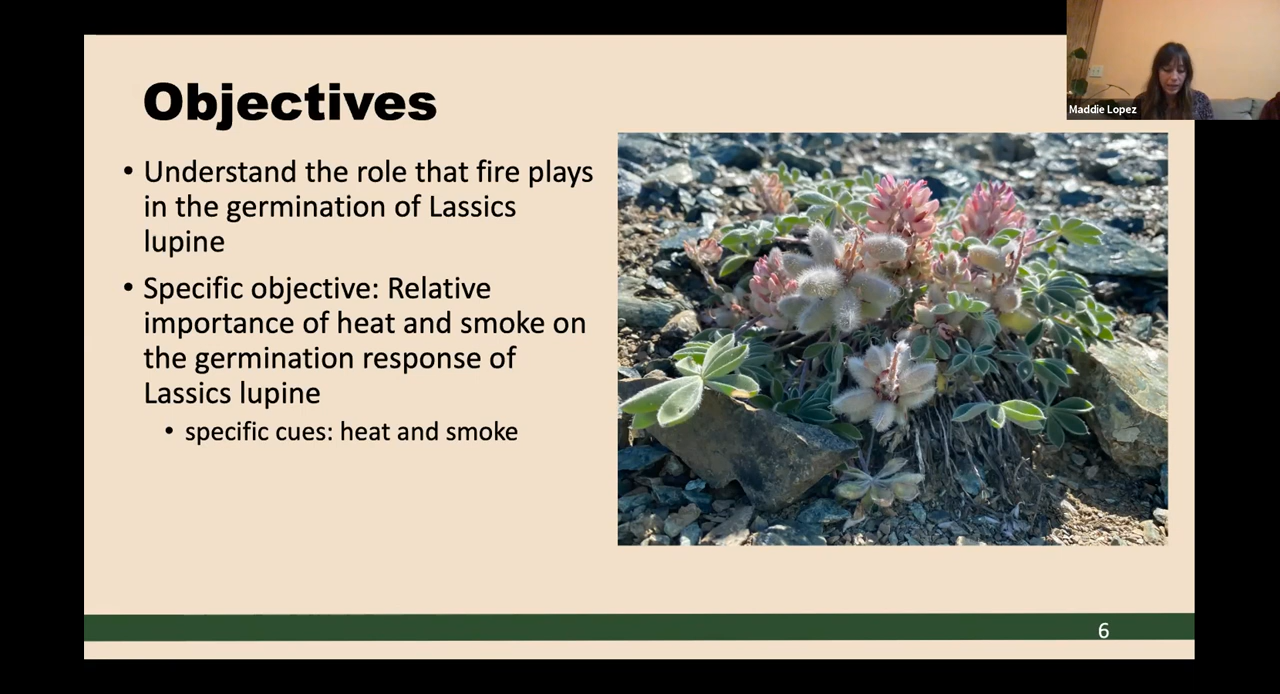 Objectives
• Understand the role that fire plays
in the germination of Lassics
lupine
• Specific objective: Relative
importance of heat and smoke on
the germination response of
Lassics lupine
• specific cues: heat and smoke
6
Maddie Lopez